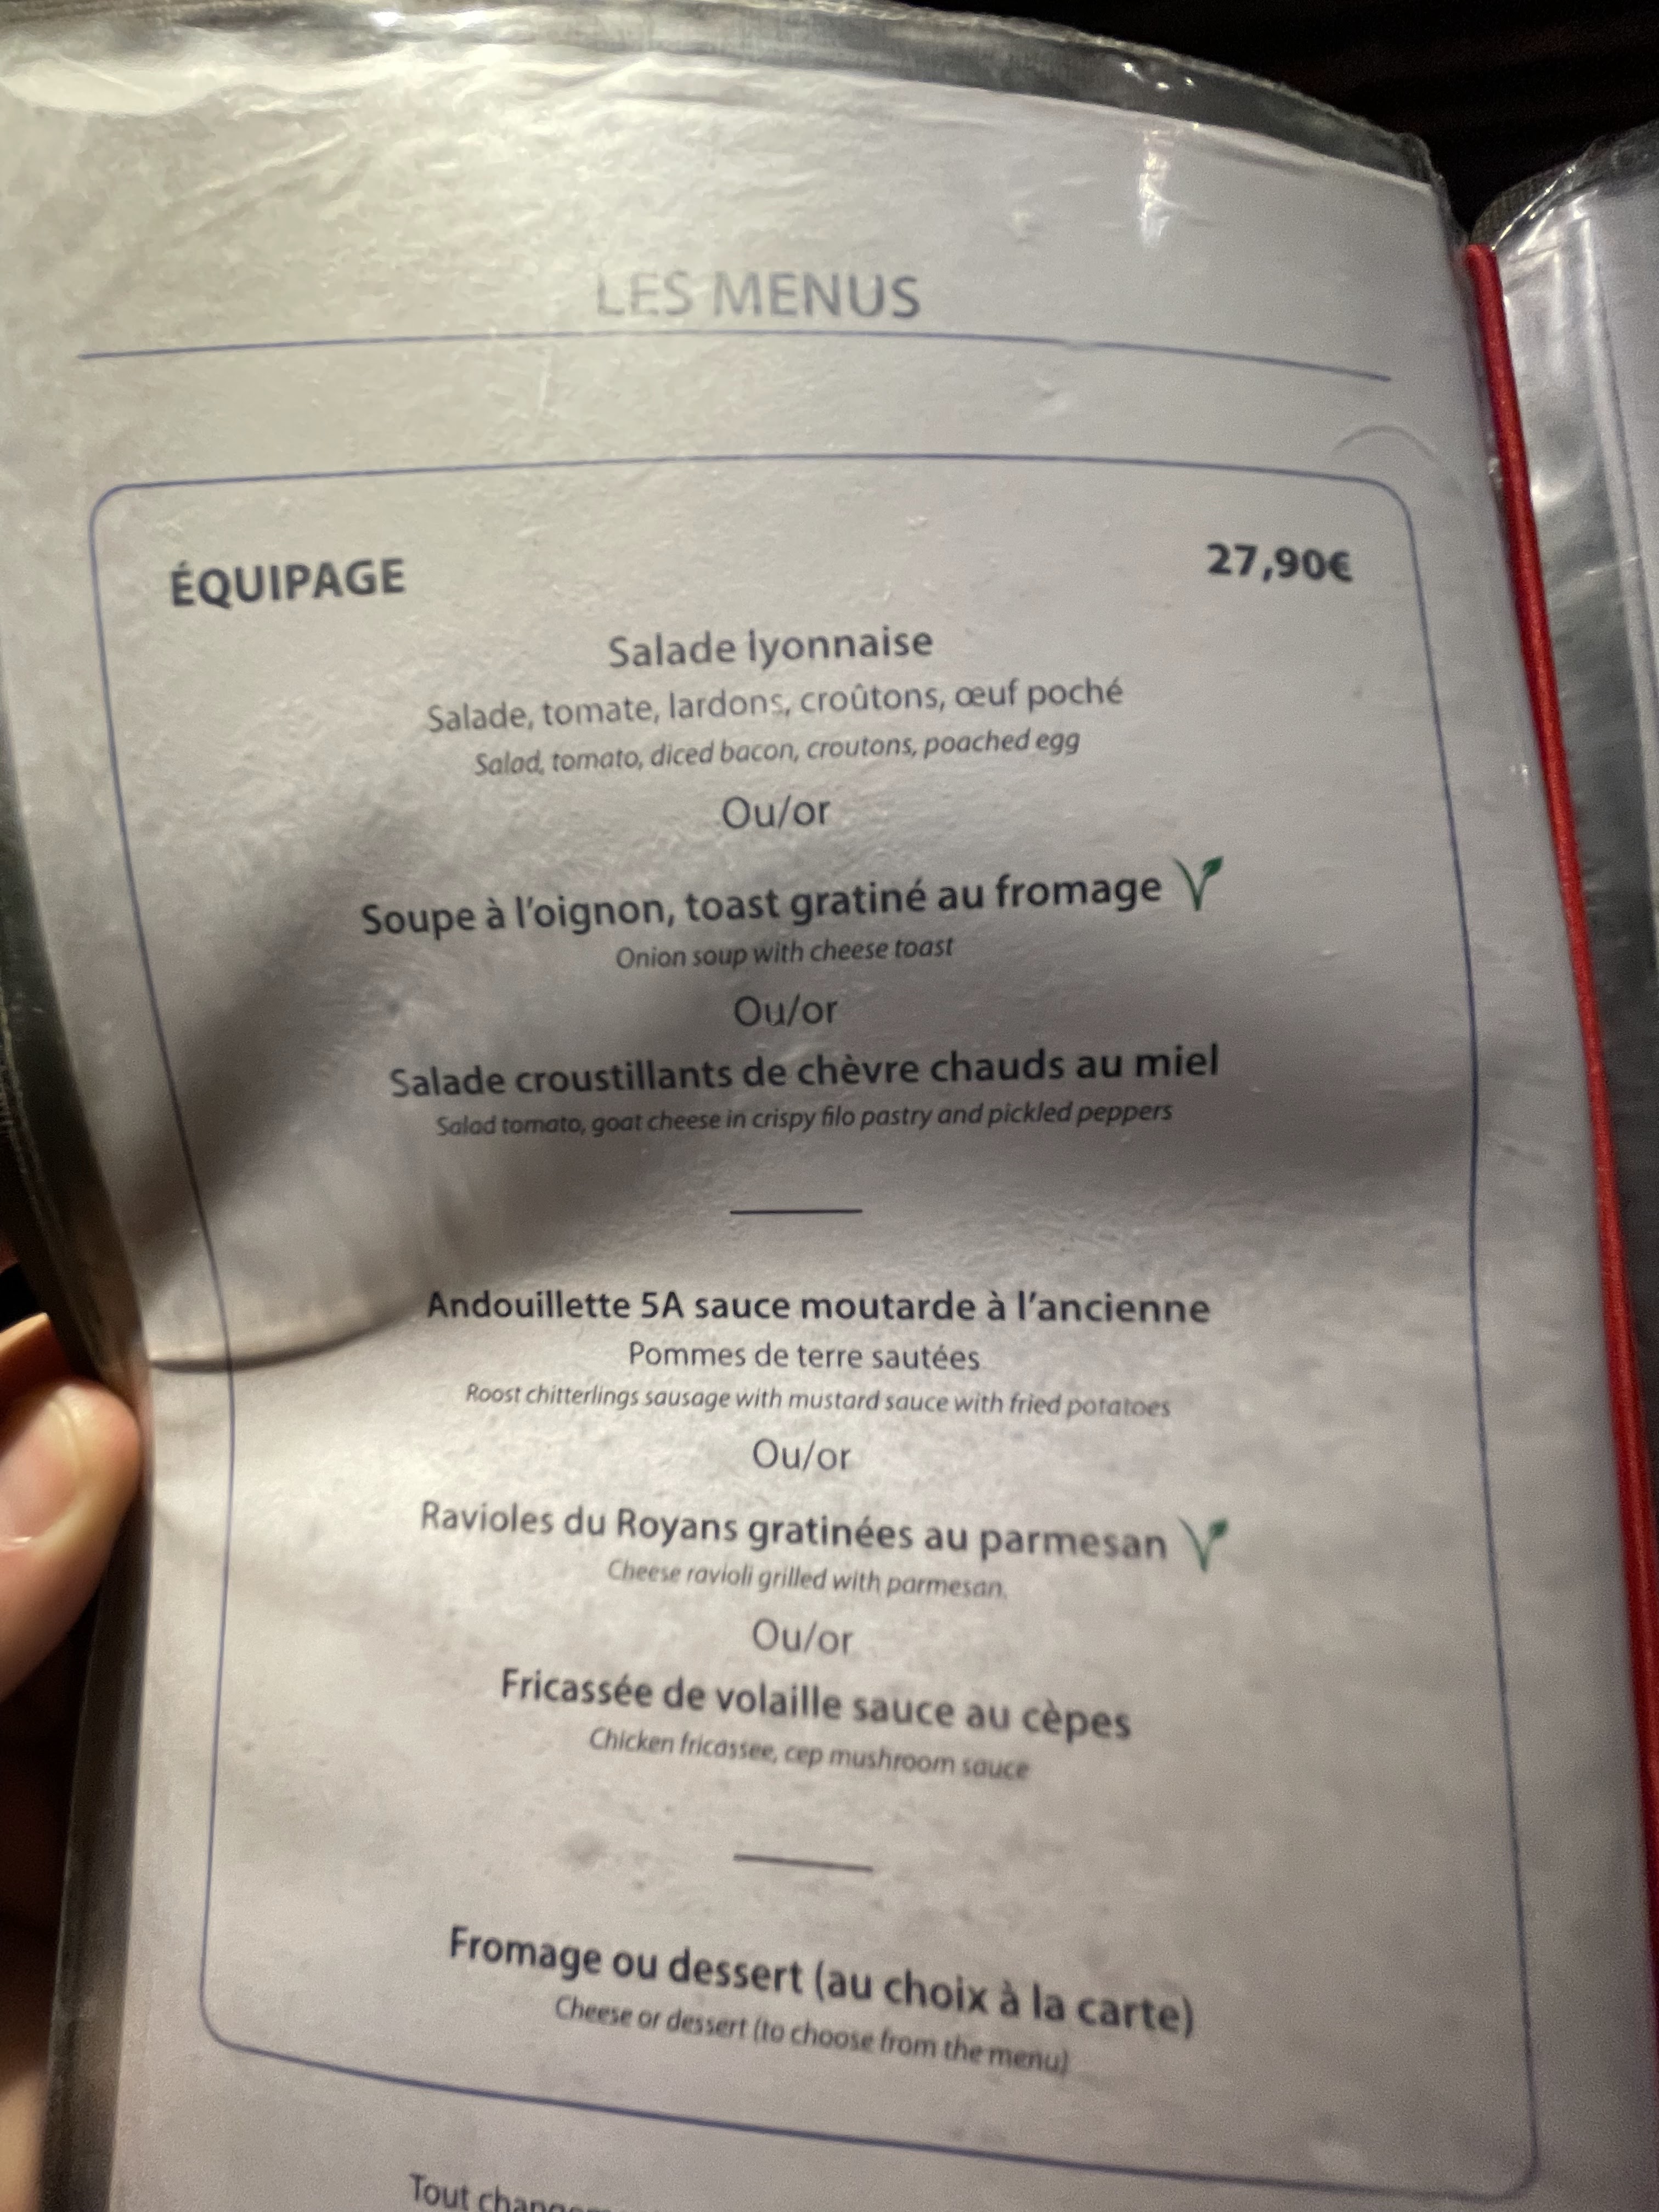 LES MENUS
ÉQUIPAGE 27,90€
Salade lyonnaise
Salade, tomate, lardons, croûtons, œuf poché
Salad, tomato, diced bacon, croutons, poached egg
Ou/or
Soupe à l'oignon, toast gratiné au fromage
Onion soup with cheese toast
Ou/or
Salade croustillants de chèvre chauds au miel
Salad tomato, goat cheese in crispy filo pastry and pickled peppers
Andouillette 5A sauce moutarde à l'ancienne
Pommes de terre sautées
Roost chitterlings sausage with mustard sauce with fried potatoes
Ou/or
Ravioles du Royans gratinées au parmesan
Cheese ravioli grilled with parmesan.
Ou/or
Fricassée de volaille sauce au cèpes
Chicken fricassee, cep mushroom sauce
Fromage ou dessert (au choix à la carte)
Cheese or dessert (to choose from the menu)
Tout